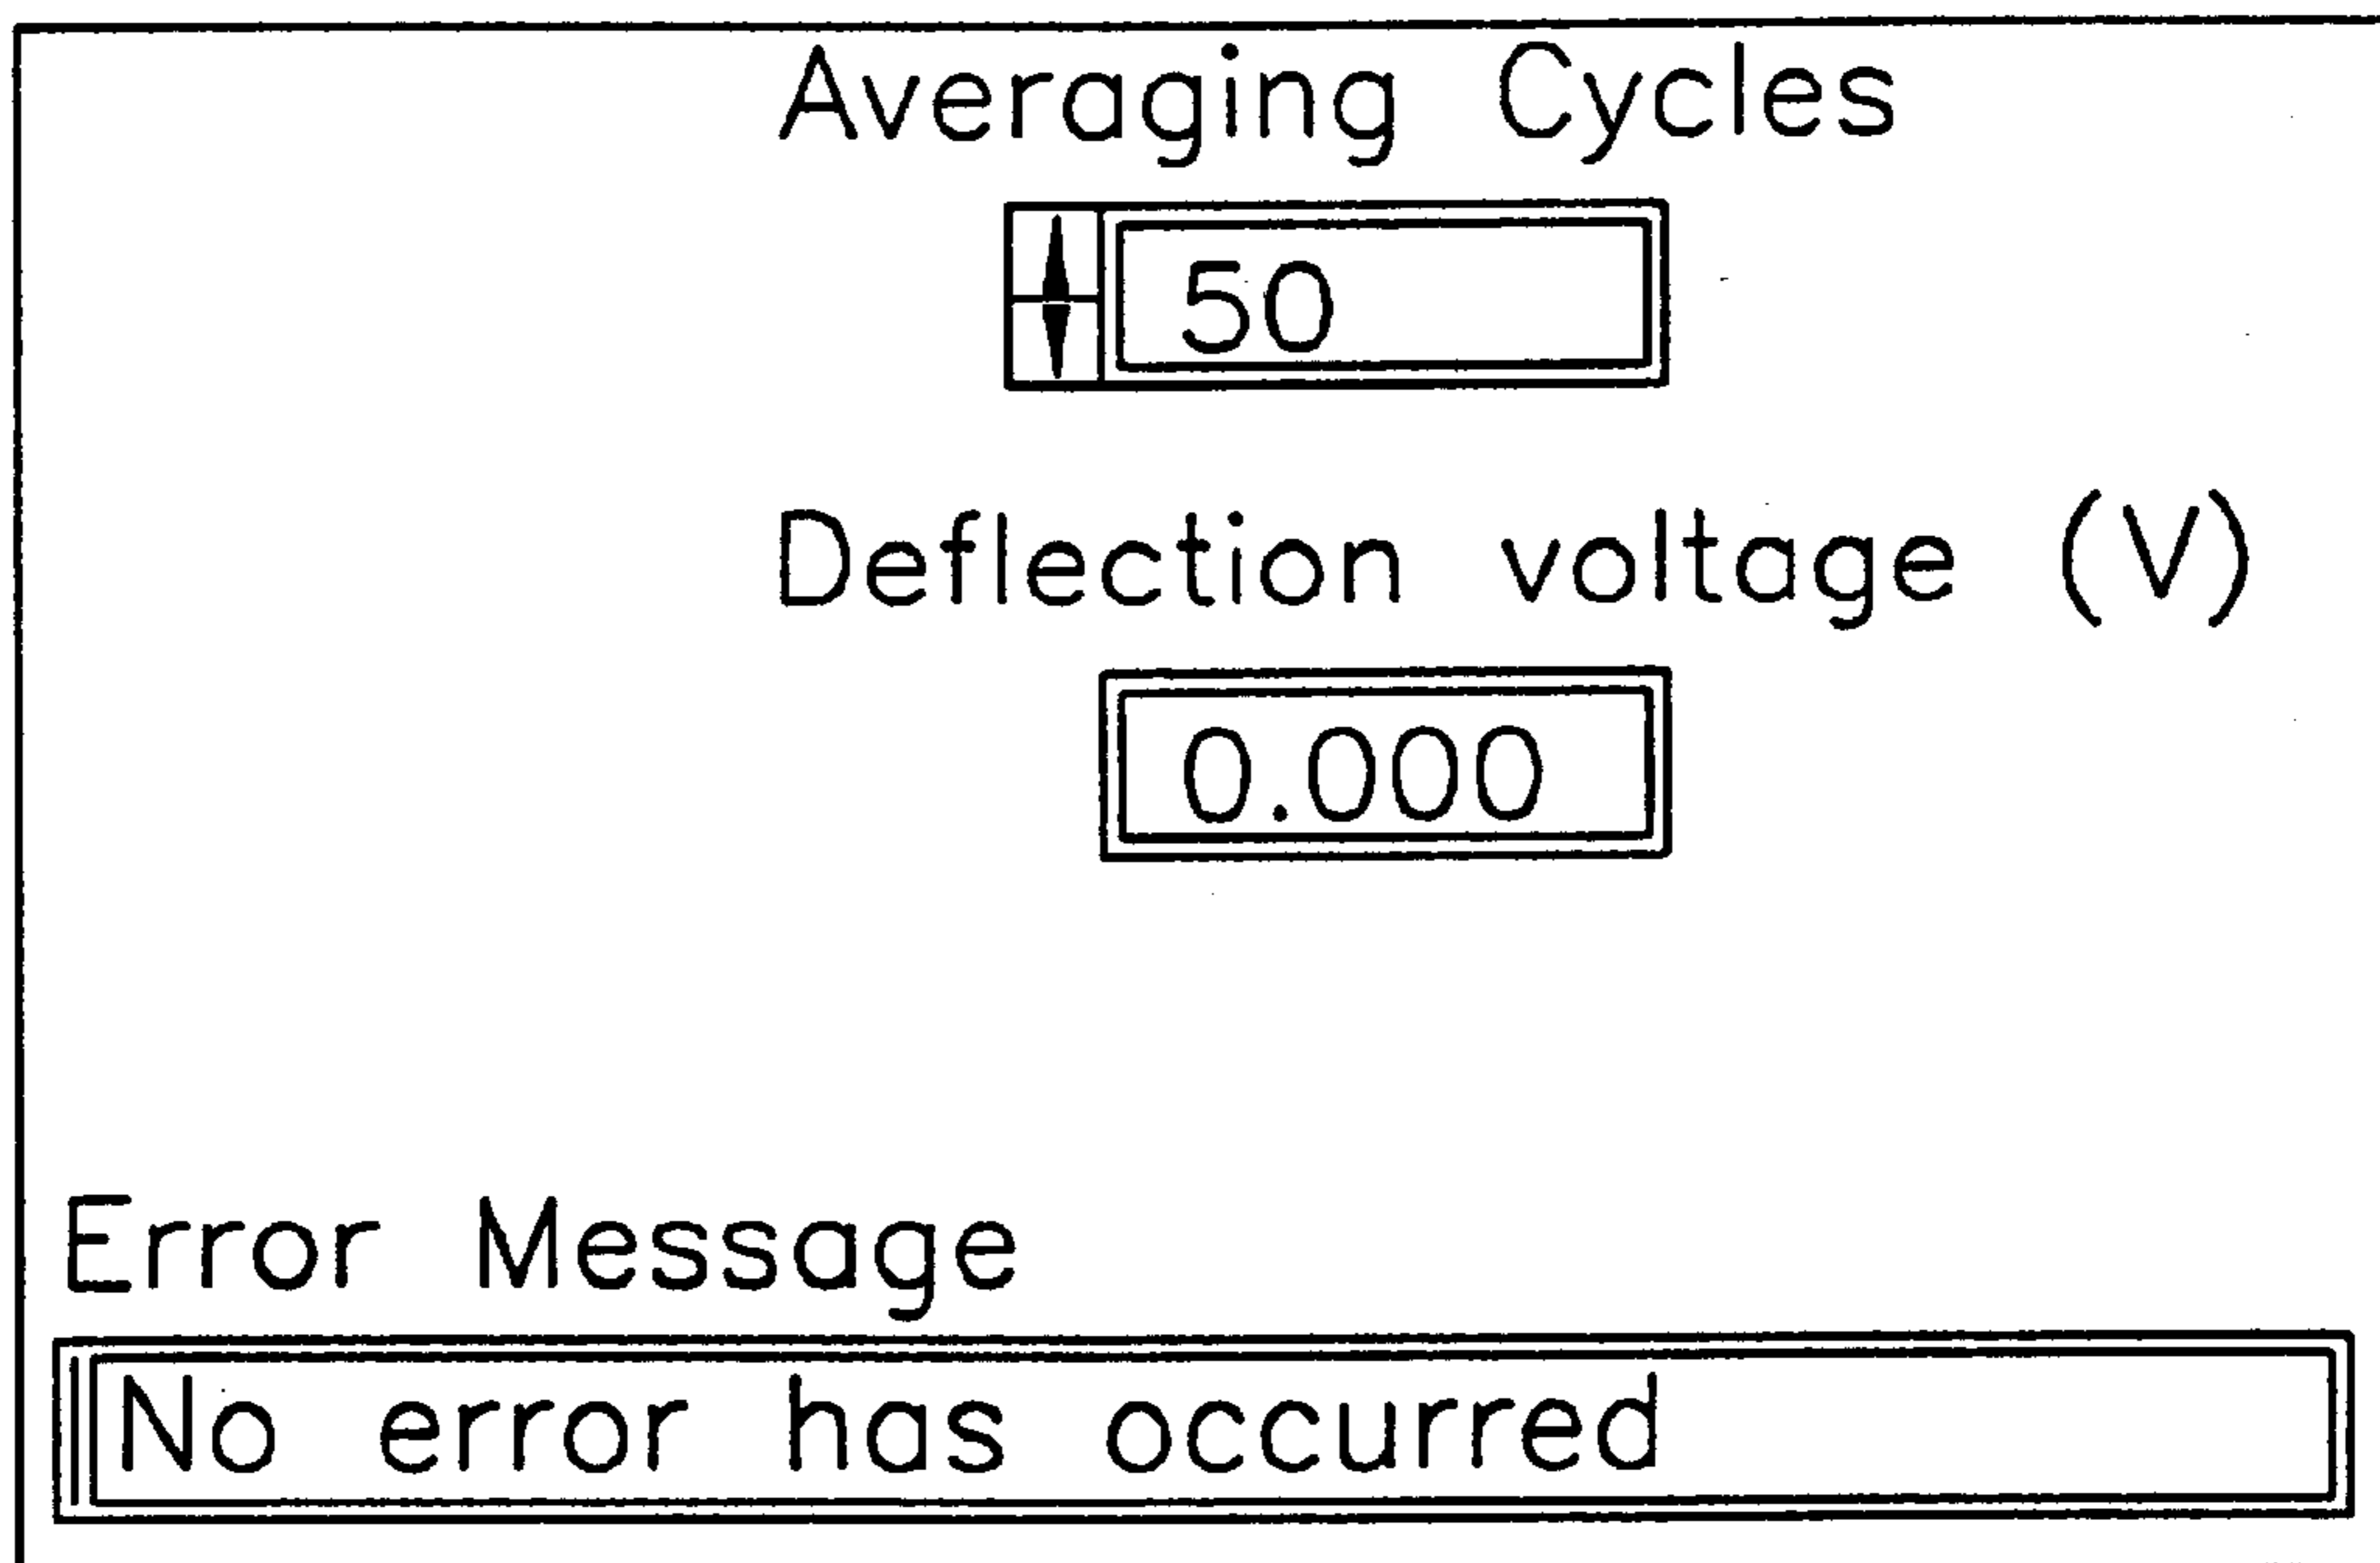 Averaging Cycles
50
Deflection voltage (V)
0.000
Error Message
No error has occurred